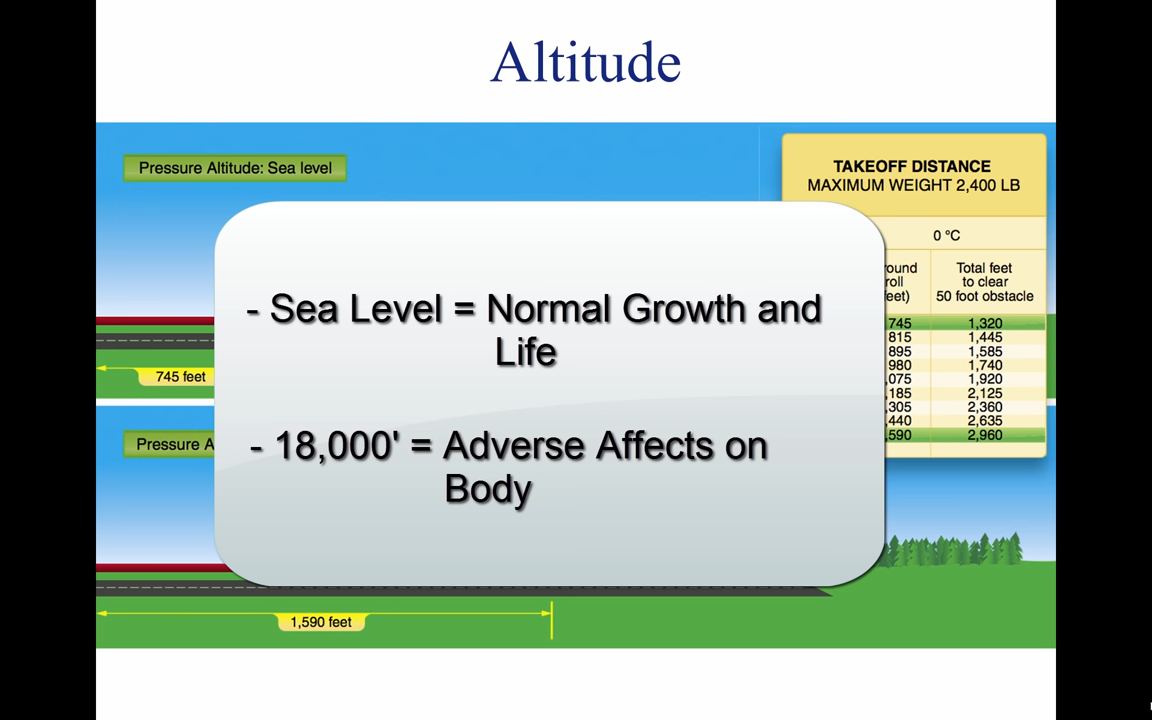 Altitude
Pressure Altitude: Sea level
TAKEOFF DISTANCE
MAXIMUM WEIGHT 2,400 LB
0 °C
Total feet
to clear
50 foot obstacle
745 1,320
815 1,445
895 1,585
980 1,740
,075 1,920
,185 2,125
,305 2,360
,440 2,635
,590 2,960
- Sea Level = Normal Growth and
Life
- 18,000' = Adverse Affects on
Body
745 feet
Pressure A
1,590 feet